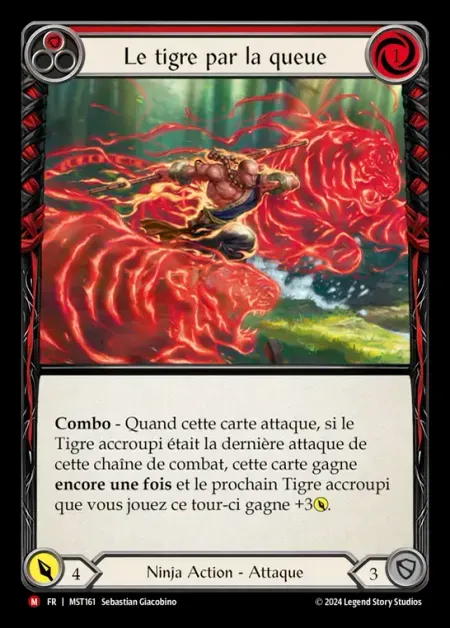 Le tigre par la queue
1
Combo - Quand cette carte attaque, si le
Tigre accroupi était la dernière attaque de
cette chaîne de combat, cette carte gagne
encore une fois et le prochain Tigre accroupi
que vous jouez ce tour-ci gagne +3.
4
Ninja Action - Attaque
3
M FR | MST161 Sebastian Giacobino
© 2024 Legend Story Studios